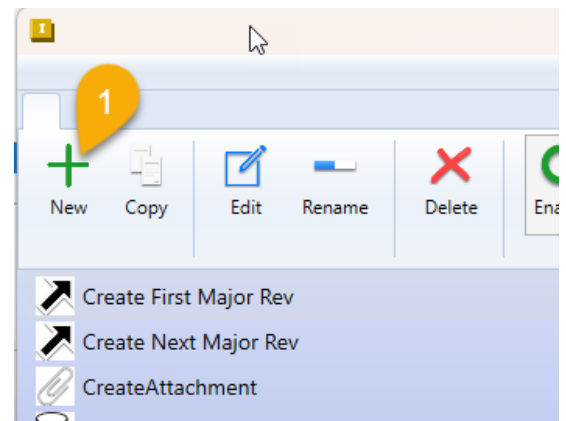 1
New Copy Edit Rename Delete
Create First Major Rev
Create Next Major Rev
CreateAttachment